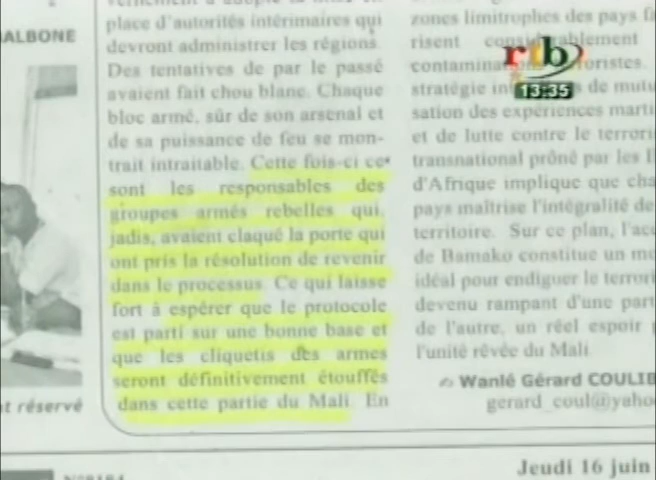 ALBONE
t réservé
place d'autorités intérimaires qui
devront administrer les régions.
Des tentatives de par le passé
avaient fait chou blanc. Chaque
bloc armé, sûr de son arsenal et
de sa puissance de feu se mon-
trait intraitable. Cette fois-ci ce
sont les responsables des
groupes armés rebelles qui,
jadis, avaient claqué la porte qui
ont pris la résolution de revenir
dans le processus. Ce qui laisse
fort à espérer que le protocole
est parti sur une bonne base et
que les cliquetis des armes
seront définitivement étouffés
dans cette partie du Mali. En
zones limitrophes des pays
risent
stratégie in de mutu
sation des expériences marti
et de lutte contre le terrori
transnational prôné par les
d'Afrique implique que cha
pays maîtrise l'intégralité de
territoire. Sur ce plan, l'acc
de Bamako constitue un mo
idéal pour endiguer le terrori
devenu rampant d'une part
de l'autre, un réel espoir
l'unité rêvée du Mali.
Wanlé Gérard COULIB
gerard_coul@yaho
Jeudi 16 juin
rtb
13:35